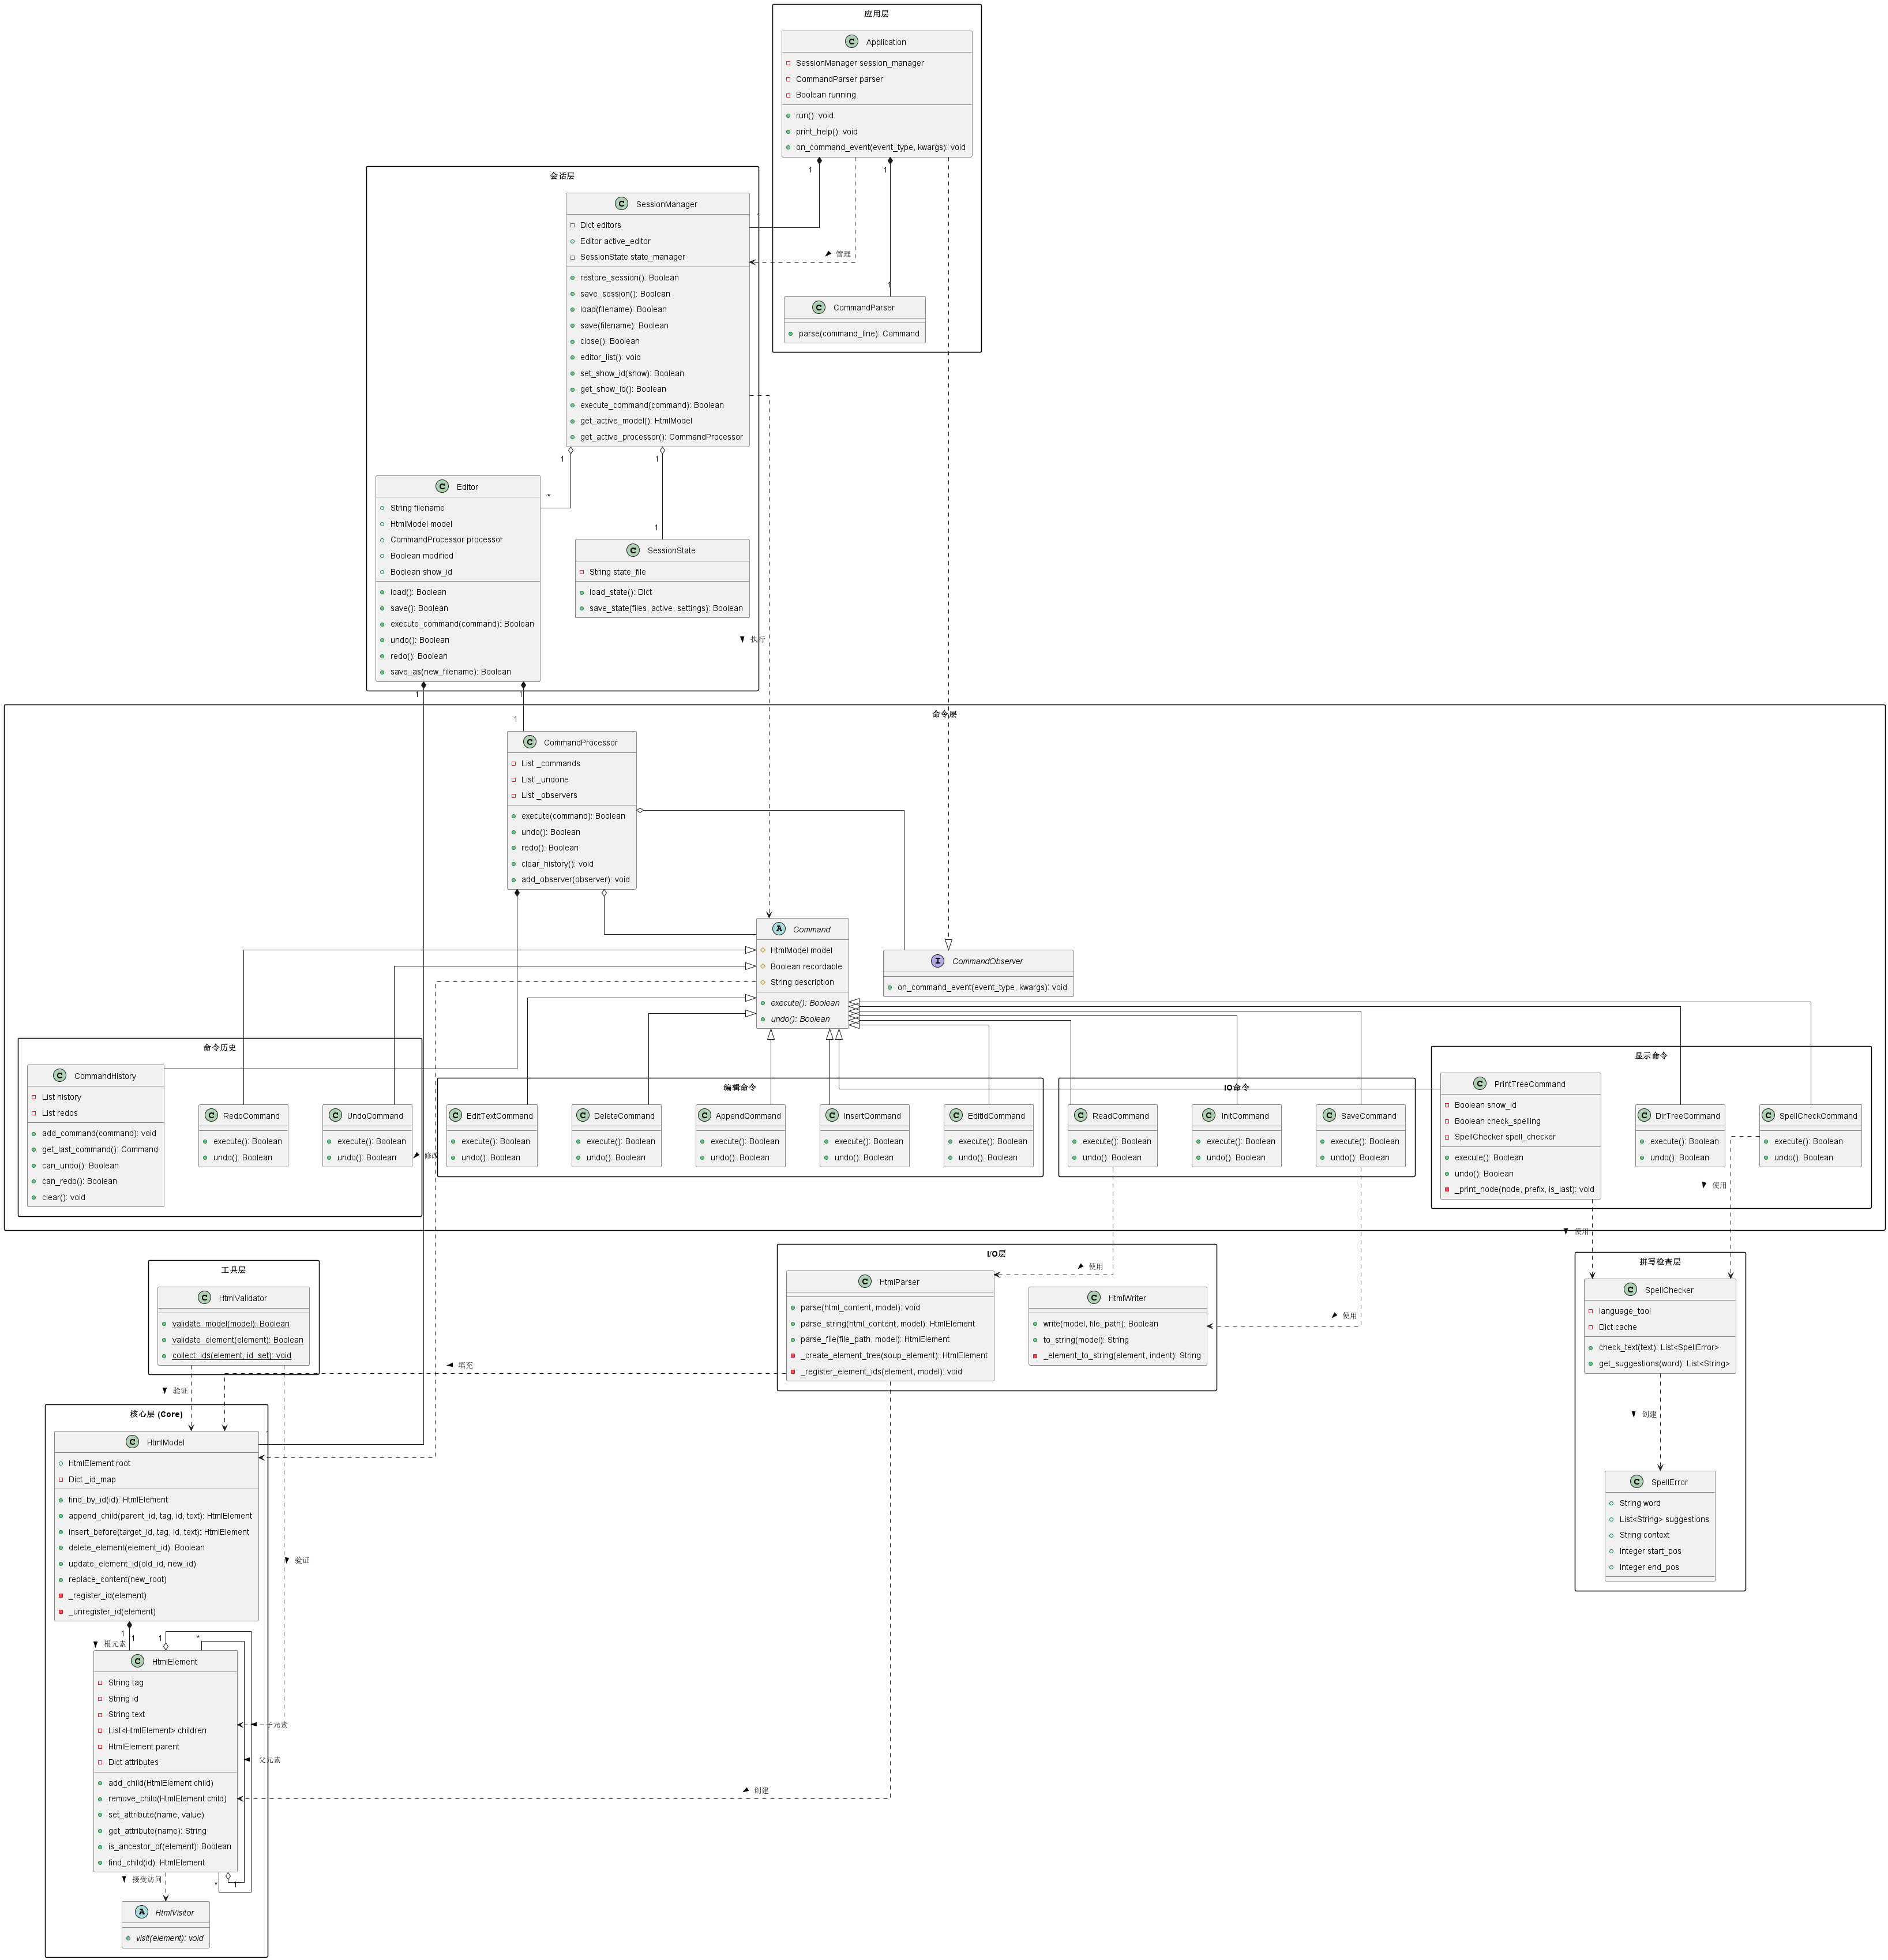 应用层
C Application
SessionManager session_manager
CommandParser parser
Boolean running
run(): void
print_help(): void
on_command_event(event_type, kwargs): void
1
1
管理
1
C CommandParser
parse(command_line): Command
会话层
C SessionManager
Dict editors
Editor active_editor
SessionState state_manager
restore_session(): Boolean
save_session(): Boolean
load(filename): Boolean
save(filename): Boolean
close(): Boolean
editor_list(): void
set_show_id(show): Boolean
get_show_id(): Boolean
execute_command(command): Boolean
get_active_model(): HtmlModel
get_active_processor(): CommandProcessor
1
1
*
1
C Editor
String filename
HtmlModel model
CommandProcessor processor
Boolean modified
Boolean show_id
load(): Boolean
save(): Boolean
execute_command(command): Boolean
undo(): Boolean
redo(): Boolean
save_as(new_filename): Boolean
C SessionState
String state_file
load_state(): Dict
save_state(files, active, settings): Boolean
执行
1
1
1
命令层
C CommandProcessor
List _commands
List _undone
List _observers
execute(command): Boolean
undo(): Boolean
redo(): Boolean
clear_history(): void
add_observer(observer): void
A Command
HtmlModel model
Boolean recordable
String description
execute(): Boolean
undo(): Boolean
I CommandObserver
on_command_event(event_type, kwargs): void
命令历史
C CommandHistory
List history
List redos
add_command(command): void
get_last_command(): Command
can_undo(): Boolean
can_redo(): Boolean
clear(): void
C RedoCommand
execute(): Boolean
undo(): Boolean
C UndoCommand
execute(): Boolean
undo(): Boolean
编辑命令
C EditTextCommand
execute(): Boolean
undo(): Boolean
C DeleteCommand
execute(): Boolean
undo(): Boolean
C AppendCommand
execute(): Boolean
undo(): Boolean
C InsertCommand
execute(): Boolean
undo(): Boolean
C EditIdCommand
execute(): Boolean
undo(): Boolean
IO命令
C ReadCommand
execute(): Boolean
undo(): Boolean
C InitCommand
execute(): Boolean
undo(): Boolean
C SaveCommand
execute(): Boolean
undo(): Boolean
显示命令
C PrintTreeCommand
Boolean show_id
Boolean check_spelling
SpellChecker spell_checker
execute(): Boolean
undo(): Boolean
_print_node(node, prefix, is_last): void
C DirTreeCommand
execute(): Boolean
undo(): Boolean
C SpellCheckCommand
execute(): Boolean
undo(): Boolean
使用
使用
使用
使用
工具层
C HtmlValidator
validate_model(model): Boolean
validate_element(element): Boolean
collect_ids(element, id_set): void
验证
验证
填充
I/O层
C HtmlParser
parse(html_content, model): void
parse_string(html_content, model): HtmlElement
parse_file(file_path, model): HtmlElement
_create_element_tree(soup_element): HtmlElement
_register_element_ids(element, model): void
C HtmlWriter
write(model, file_path): Boolean
to_string(model): String
_element_to_string(element, indent): String
拼写检查层
C SpellChecker
language_tool
Dict cache
check_text(text): List<SpellError>
get_suggestions(word): List<String>
创建
C SpellError
String word
List<String> suggestions
String context
Integer start_pos
Integer end_pos
核心层 (Core)
C HtmlModel
HtmlElement root
Dict _id_map
find_by_id(id): HtmlElement
append_child(parent_id, tag, id, text): HtmlElement
insert_before(target_id, tag, id, text): HtmlElement
delete_element(element_id): Boolean
update_element_id(old_id, new_id)
replace_content(new_root)
_register_id(element)
_unregister_id(element)
1
1
1
*
根元素
C HtmlElement
String tag
String id
String text
List<HtmlElement> children
HtmlElement parent
Dict attributes
add_child(HtmlElement child)
remove_child(HtmlElement child)
set_attribute(name, value)
get_attribute(name): String
is_ancestor_of(element): Boolean
find_child(id): HtmlElement
子元素
父元素
创建
接受访问
*
1
A HtmlVisitor
visit(element): void